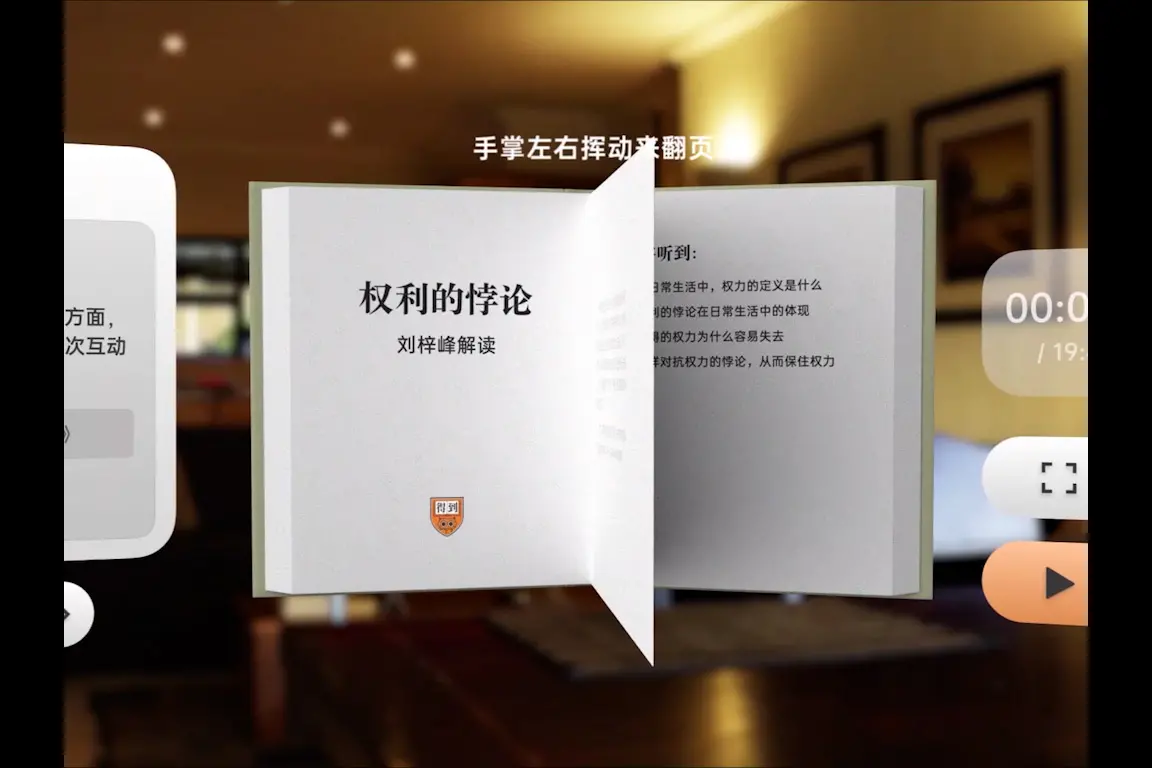 手掌左右挥动来翻页
方面，
次互动
》
权利的悖论
刘梓峰解读
得到
听到：
日常生活中，权力的定义是什么
利的悖论在日常生活中的体现
得的权力为什么容易失去
样对抗权力的悖论，从而保住权力
00:0
/ 19: